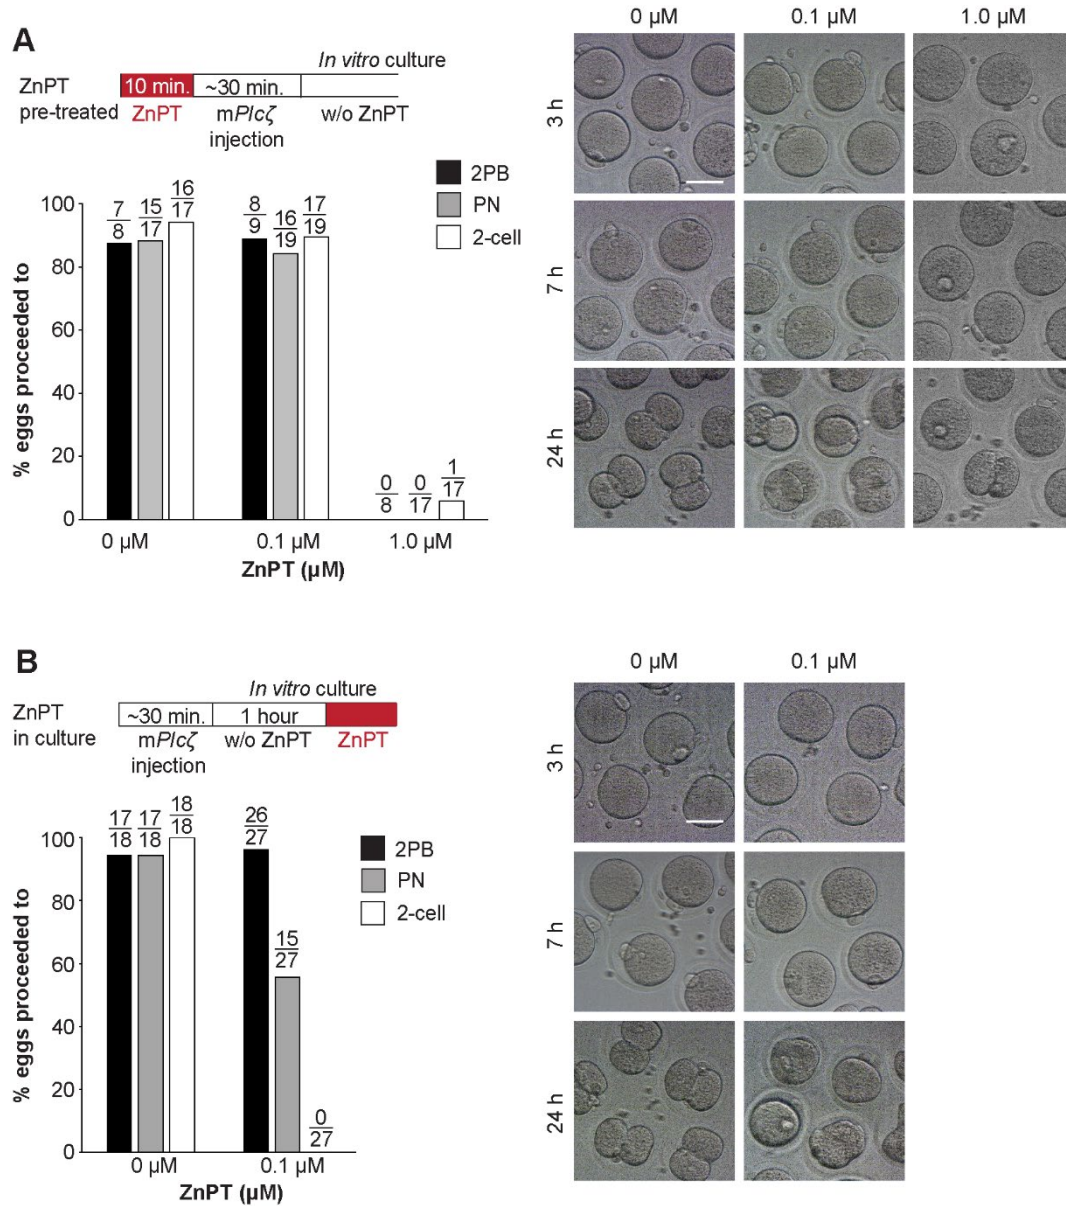 A
In vitro culture
ZnPT 10 min. ~30 min.
pre-treated ZnPT mPlcζ w/o ZnPT
injection
2PB
PN
2-cell
% eggs proceeded to
100
80
60
40
20
0
7/8 15/17 16/17
8/9 16/19 17/19
0/8 0/17 1/17
0 µM 0.1 µM 1.0 µM
ZnPT (µM)
0 µM 0.1 µM 1.0 µM
3 h
7 h
24 h
B
In vitro culture
ZnPT ~30 min. 1 hour
in culture mPlcζ w/o ZnPT ZnPT
injection
2PB
PN
2-cell
% eggs proceeded to
100
80
60
40
20
0
17/18 17/18 18/18
26/27 15/27 0/27
0 µM 0.1 µM
ZnPT (µM)
0 µM 0.1 µM
3 h
7 h
24 h